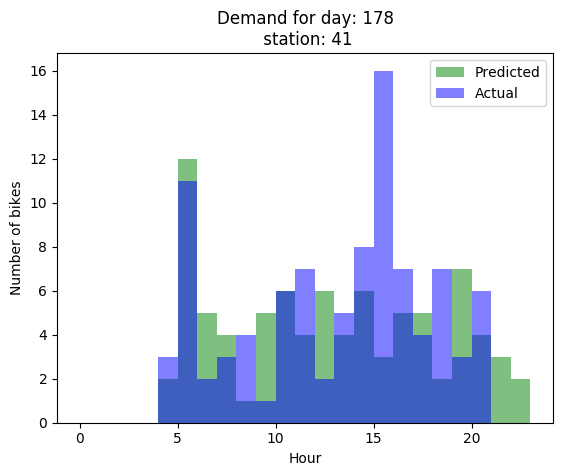 Demand for day: 178
station: 41
Predicted
Actual
16
14
12
10
8
6
4
2
0
Number of bikes
0 5 10 15 20
Hour